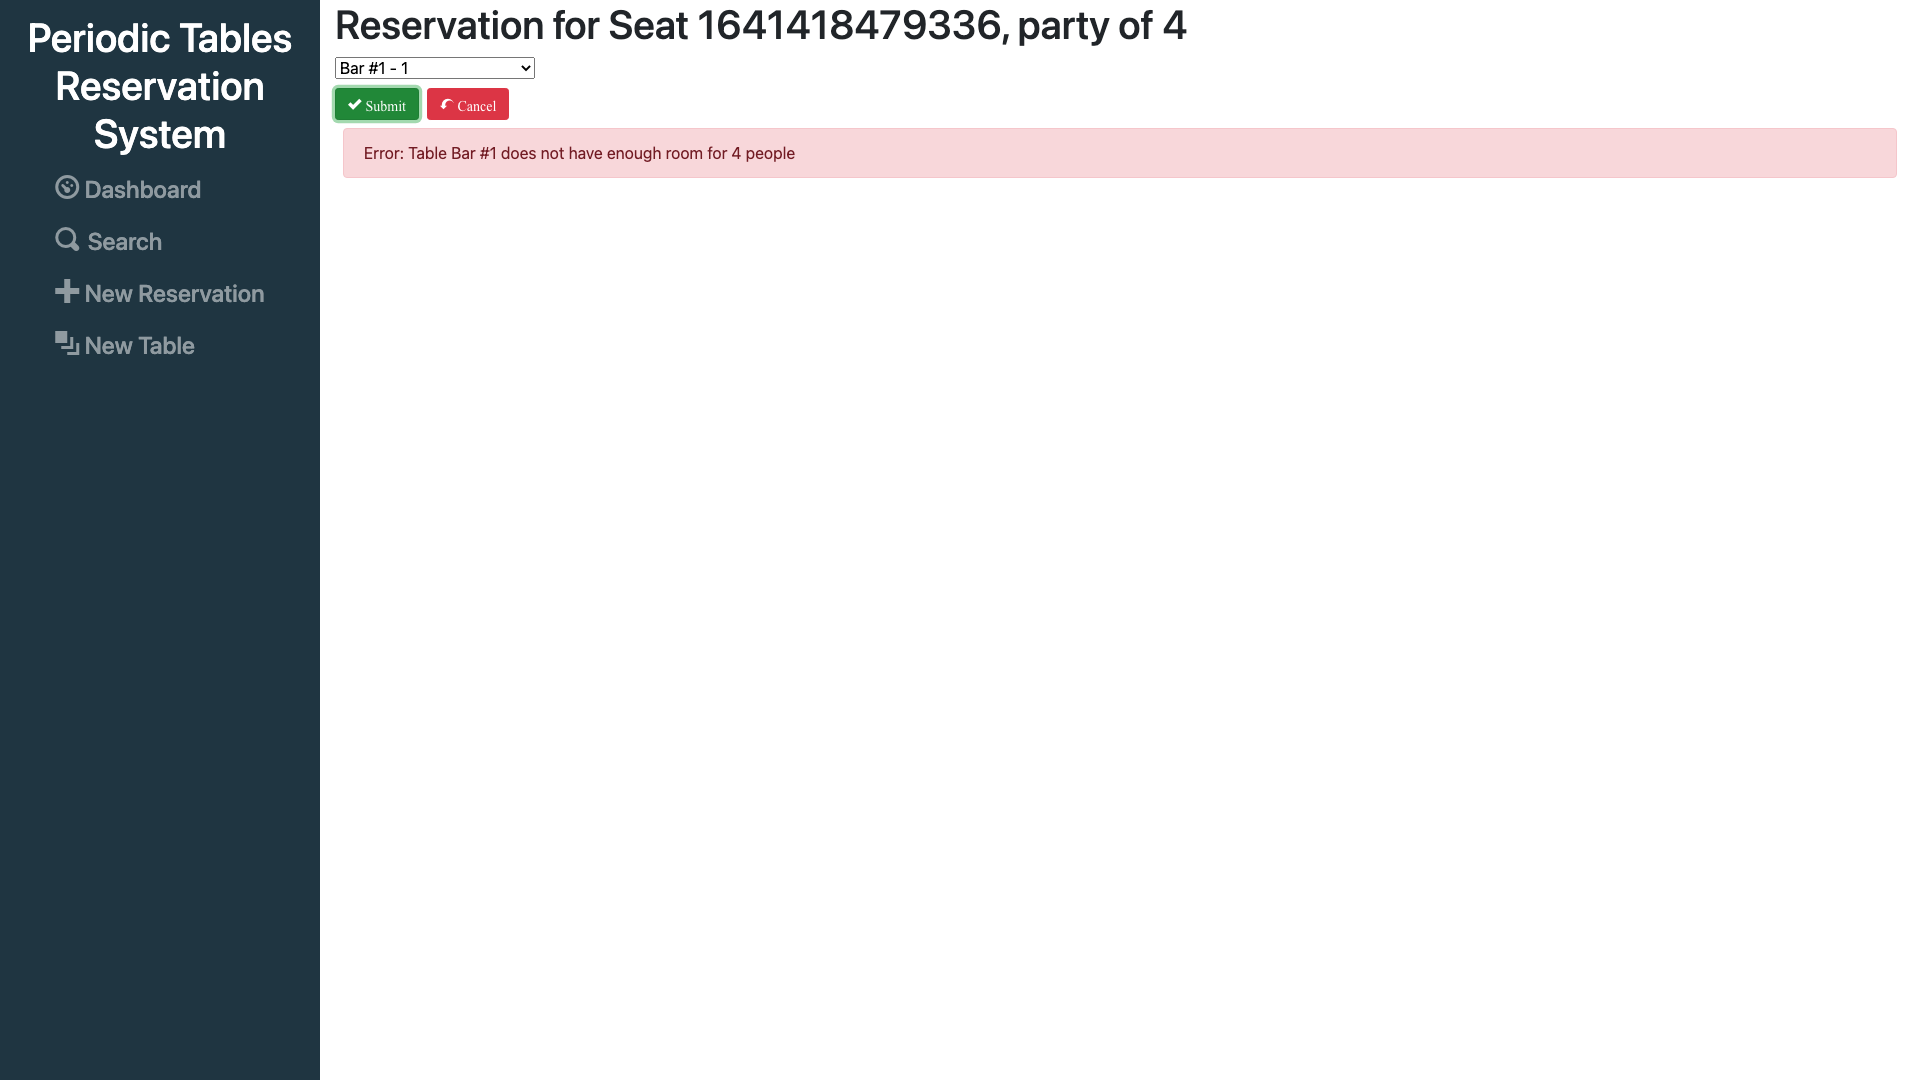 Periodic Tables
Reservation
System
Dashboard
Search
New Reservation
New Table
Reservation for Seat 1641418479336, party of 4
Bar #1 - 1
Submit
Cancel
Error: Table Bar #1 does not have enough room for 4 people